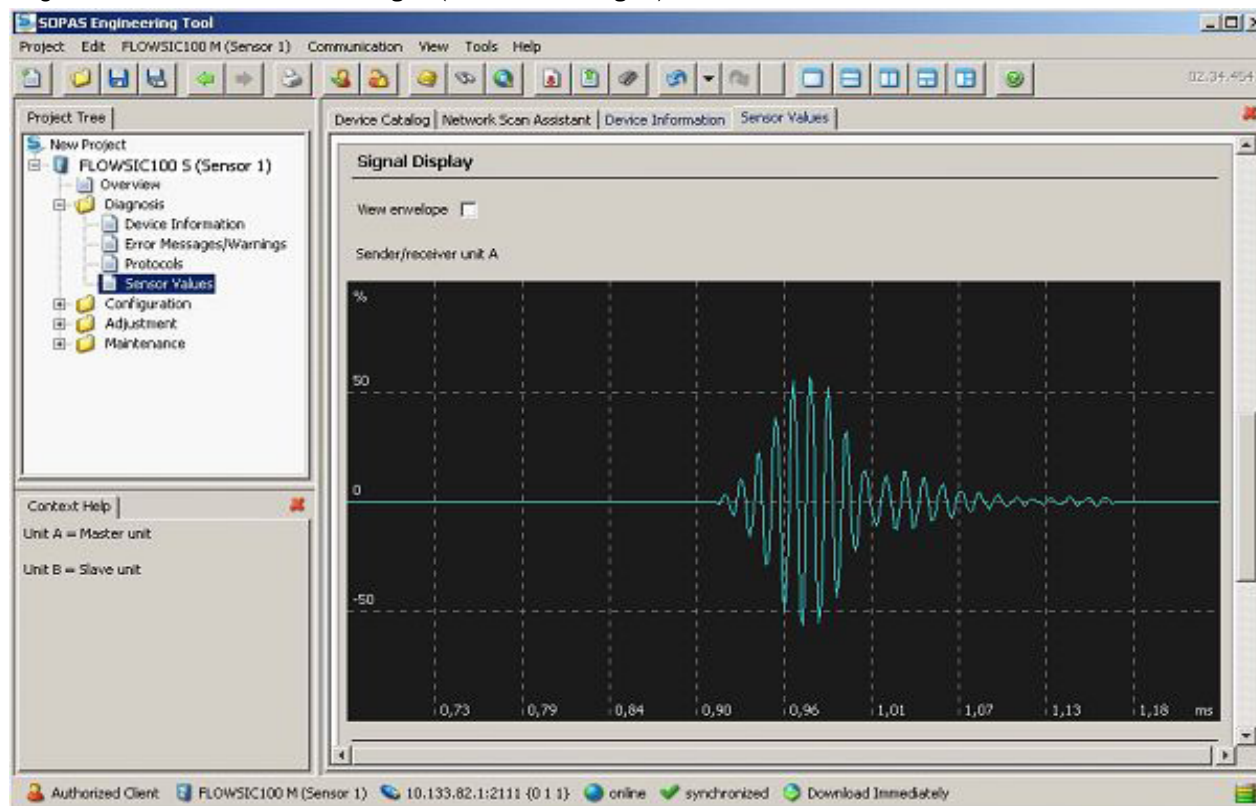 SOPAS Engineering Tool
Project Edit FLOWSIC100 M (Sensor 1) Communication View Tools Help
Project Tree
New Project
FLOWSIC100 S (Sensor 1)
Overview
Diagnosis
Device Information
Error Messages/Warnings
Protocols
Sensor Values
Configuration
Adjustment
Maintenance
Context Help
Unit A = Master unit
Unit B = Slave unit
Device Catalog Network Scan Assistant Device Information Sensor Values
Signal Display
View envelope
Sender/receiver unit A
%
50
0
-50
0,73 0,79 0,84 0,90 0,96 1,01 1,07 1,13 1,18 ms
Authorized Client FLOWSIC100 M (Sensor 1) 10.133.82.1:2111 {0 1 1} online synchronized Download Immediately